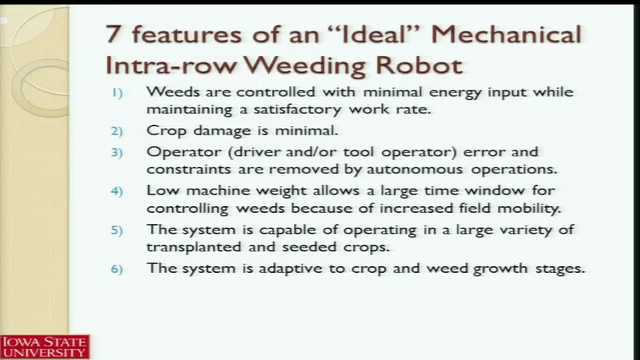 7 features of an “Ideal” Mechanical
Intra-row Weeding Robot
1) Weeds are controlled with minimal energy input while
maintaining a satisfactory work rate.
2) Crop damage is minimal.
3) Operator (driver and/or tool operator) error and
constraints are removed by autonomous operations.
4) Low machine weight allows a large time window for
controlling weeds because of increased field mobility.
5) The system is capable of operating in a large variety of
transplanted and seeded crops.
6) The system is adaptive to crop and weed growth stages.
IOWA STATE
UNIVERSITY